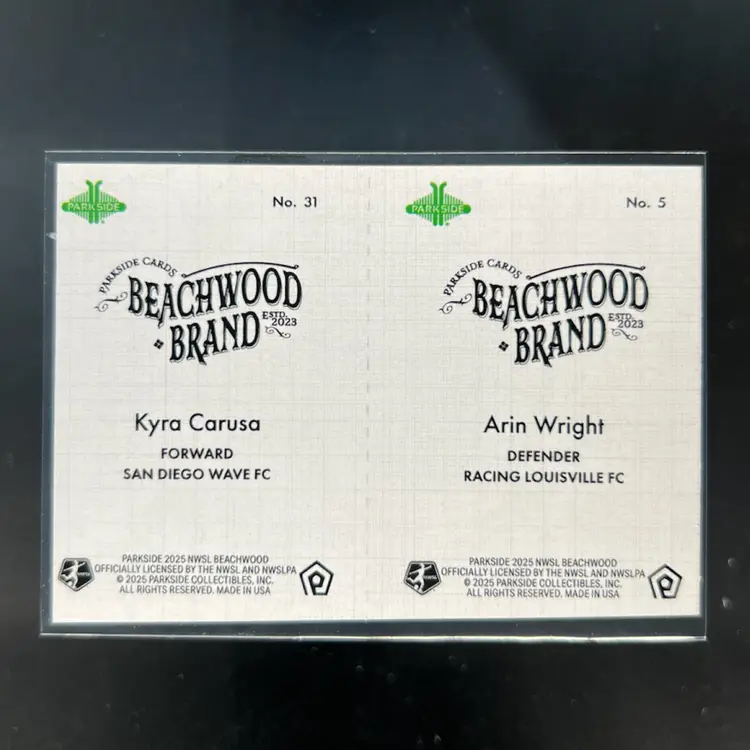 PARKSIDE
No. 31
PARKSIDE CARDS
BEACHWOOD
BRAND
ESTD.
2023
Kyra Carusa
FORWARD
SAN DIEGO WAVE FC
PARKSIDE 2025 NWSL BEACHWOOD
OFFICIALLY LICENSED BY THE NWSL AND NWSLPA
© 2025 PARKSIDE COLLECTIBLES, INC.
ALL RIGHTS RESERVED. MADE IN USA
PARKSIDE
No. 5
PARKSIDE CARDS
BEACHWOOD
BRAND
ESTD.
2023
Arin Wright
DEFENDER
RACING LOUISVILLE FC
PARKSIDE 2025 NWSL BEACHWOOD
OFFICIALLY LICENSED BY THE NWSL AND NWSLPA
© 2025 PARKSIDE COLLECTIBLES, INC.
ALL RIGHTS RESERVED. MADE IN USA